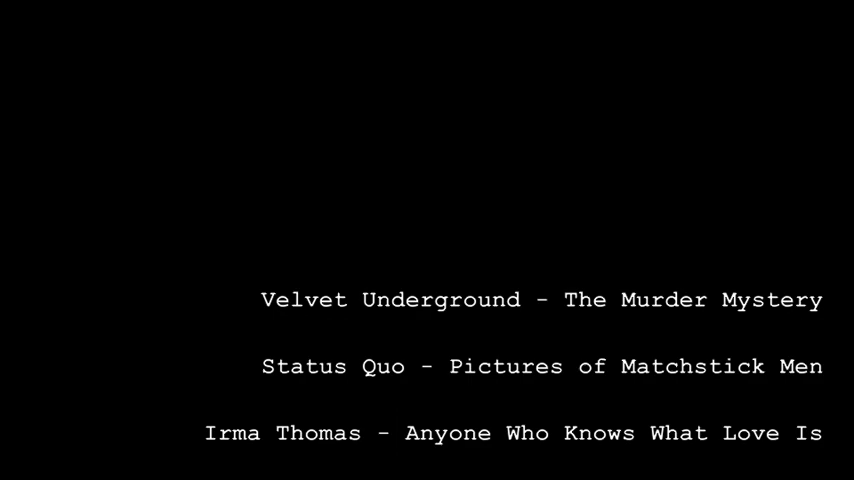 Velvet Underground - The Murder Mystery
Status Quo - Pictures of Matchstick Men
Irma Thomas - Anyone Who Knows What Love Is